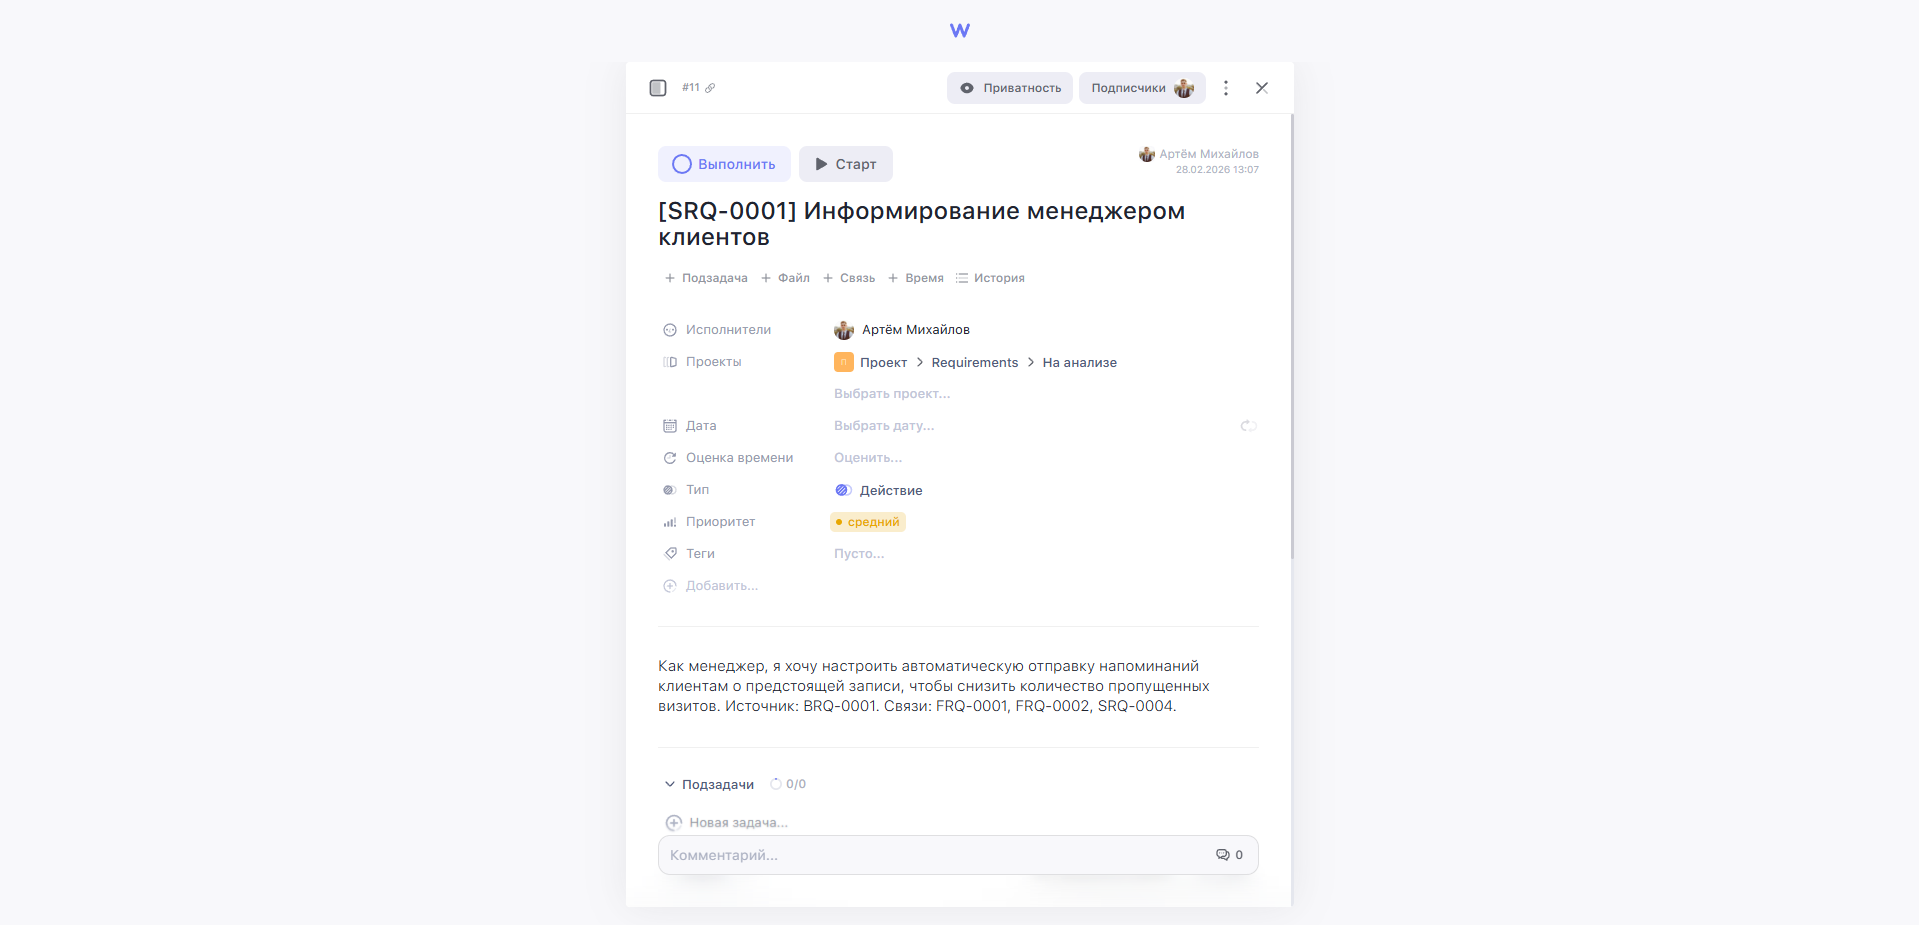 W
#11
Приватность
Подписчики
Выполнить
Старт
Артём Михайлов
28.02.2026 13:07
[SRQ-0001] Информирование менеджером
клиентов
+ Подзадача + Файл + Связь + Время История
Исполнители Артём Михайлов
Проекты П Проект > Requirements > На анализе
Выбрать проект...
Дата Выбрать дату...
Оценка времени Оценить...
Тип Действие
Приоритет средний
Теги Пусто...
Добавить...
Как менеджер, я хочу настроить автоматическую отправку напоминаний
клиентам о предстоящей записи, чтобы снизить количество пропущенных
визитов. Источник: BRQ-0001. Связи: FRQ-0001, FRQ-0002, SRQ-0004.
Подзадачи 0/0
Новая задача...
Комментарий... 0